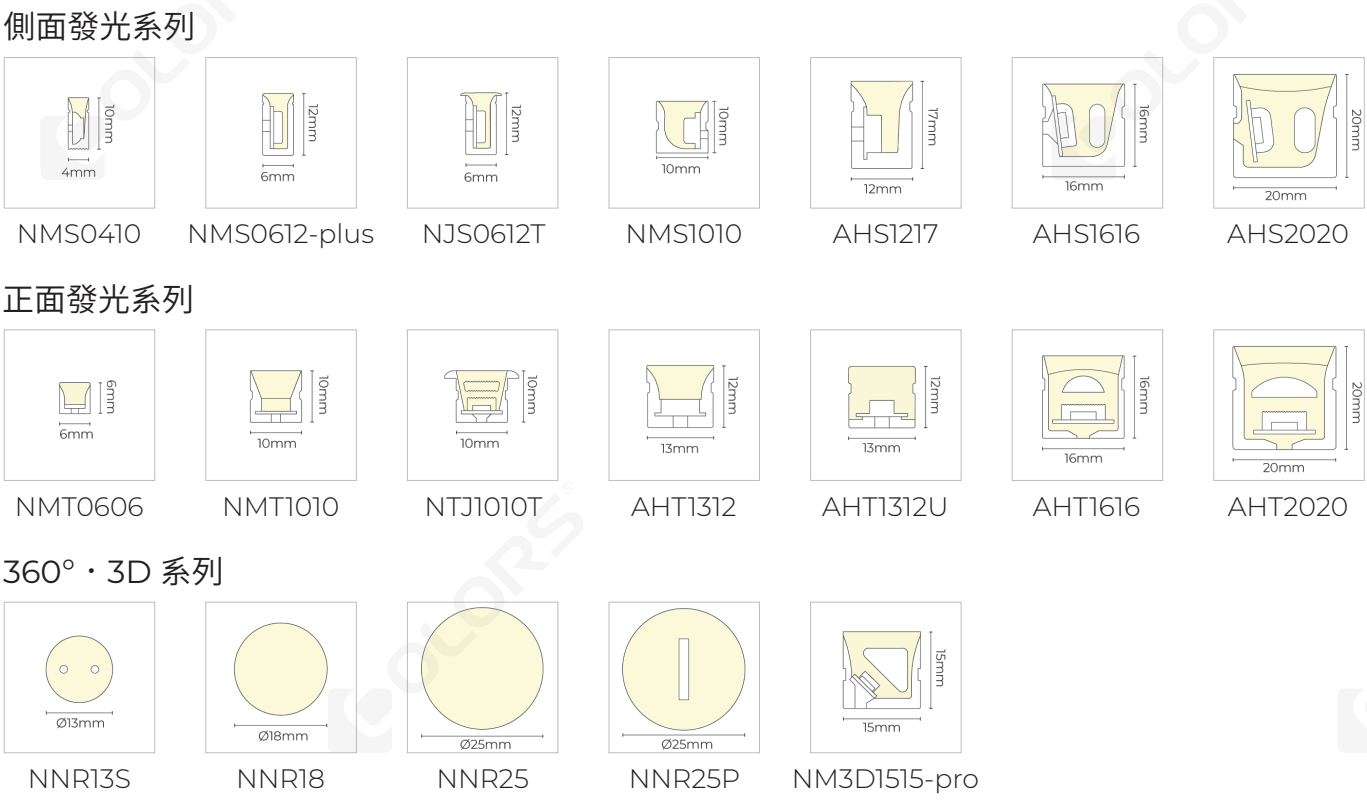 側面發光系列
10mm 12mm 12mm 10mm 17mm 16mm 20mm
4mm 6mm 6mm 10mm 12mm 16mm 20mm
NMS0410 NMS0612-plus NJS0612T NMS1010 AHS1217 AHS1616 AHS2020
正面發光系列
6mm 10mm 10mm 12mm 12mm 16mm 20mm
6mm 10mm 10mm 13mm 13mm 16mm 20mm
NMT0606 NMT1010 NTJ1010T AHT1312 AHT1312U AHT1616 AHT2020
360°・3D 系列
15mm
Ø13mm Ø18mm Ø25mm Ø25mm 15mm
NNR13S NNR18 NNR25 NNR25P NM3D1515-pro
COLORS®